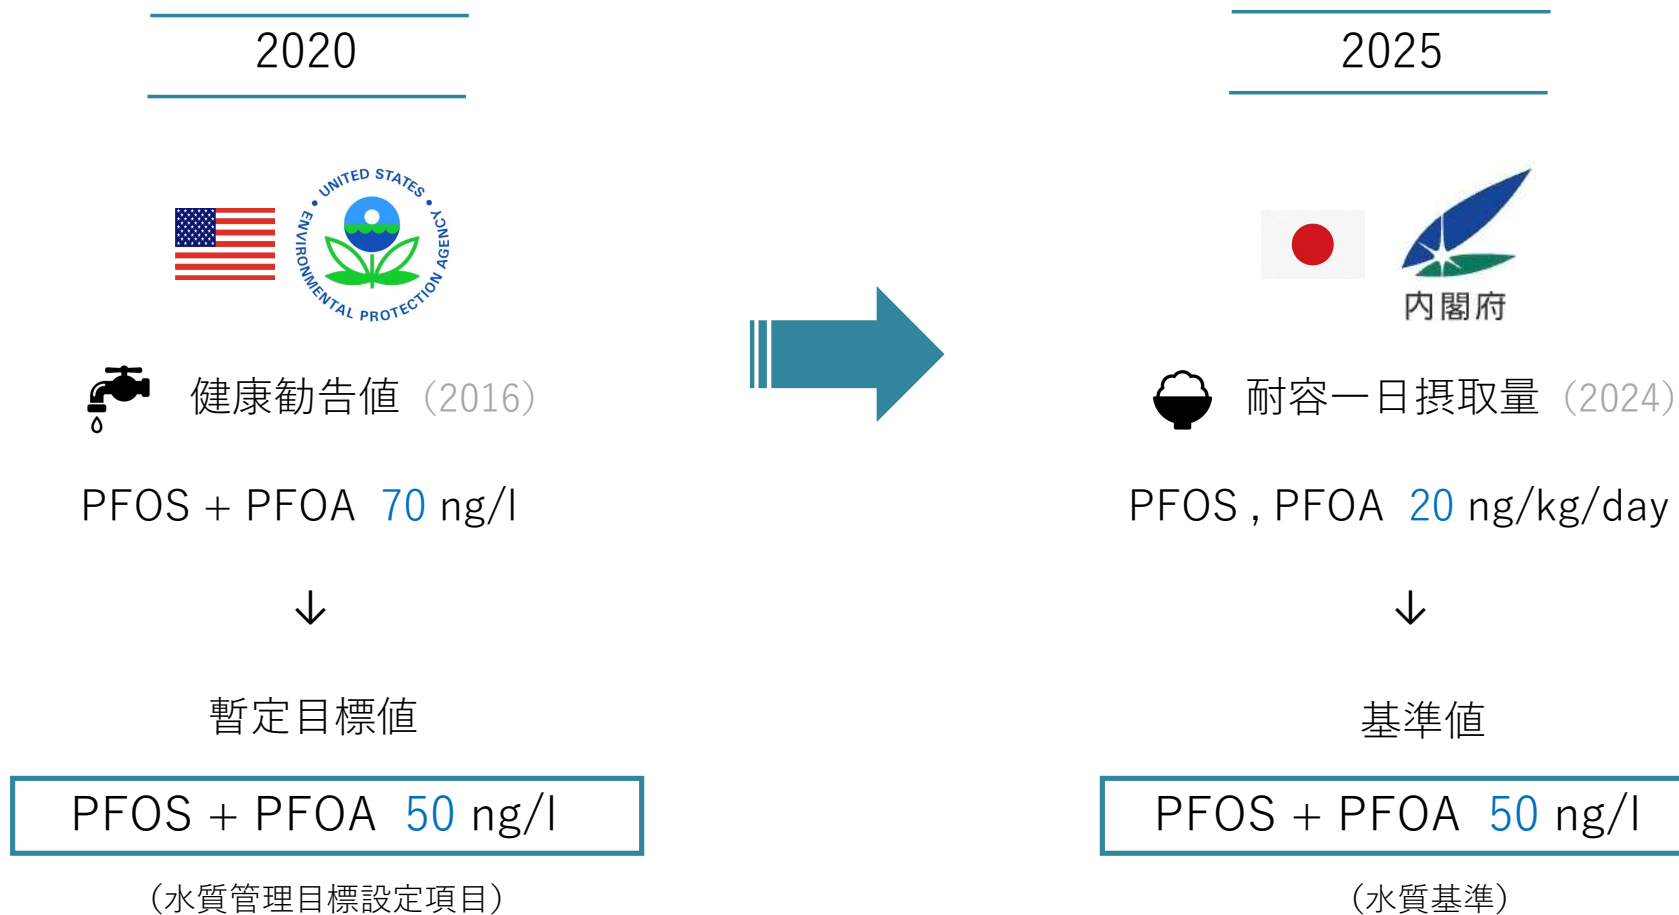 2020
UNITED STATES
ENVIRONMENTAL PROTECTION AGENCY
健康勧告値 (2016)
PFOS + PFOA 70 ng/l
↓
暫定目標値
PFOS + PFOA 50 ng/l
(水質管理目標設定項目)
2025
内閣府
耐容一日摂取量 (2024)
PFOS , PFOA 20 ng/kg/day
↓
基準値
PFOS + PFOA 50 ng/l
(水質基準)